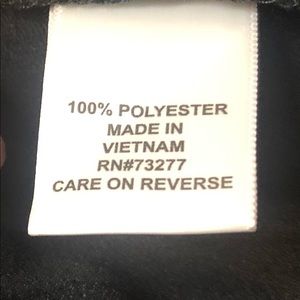 100% POLYESTER
MADE IN
VIETNAM
RN#73277
CARE ON REVERSE